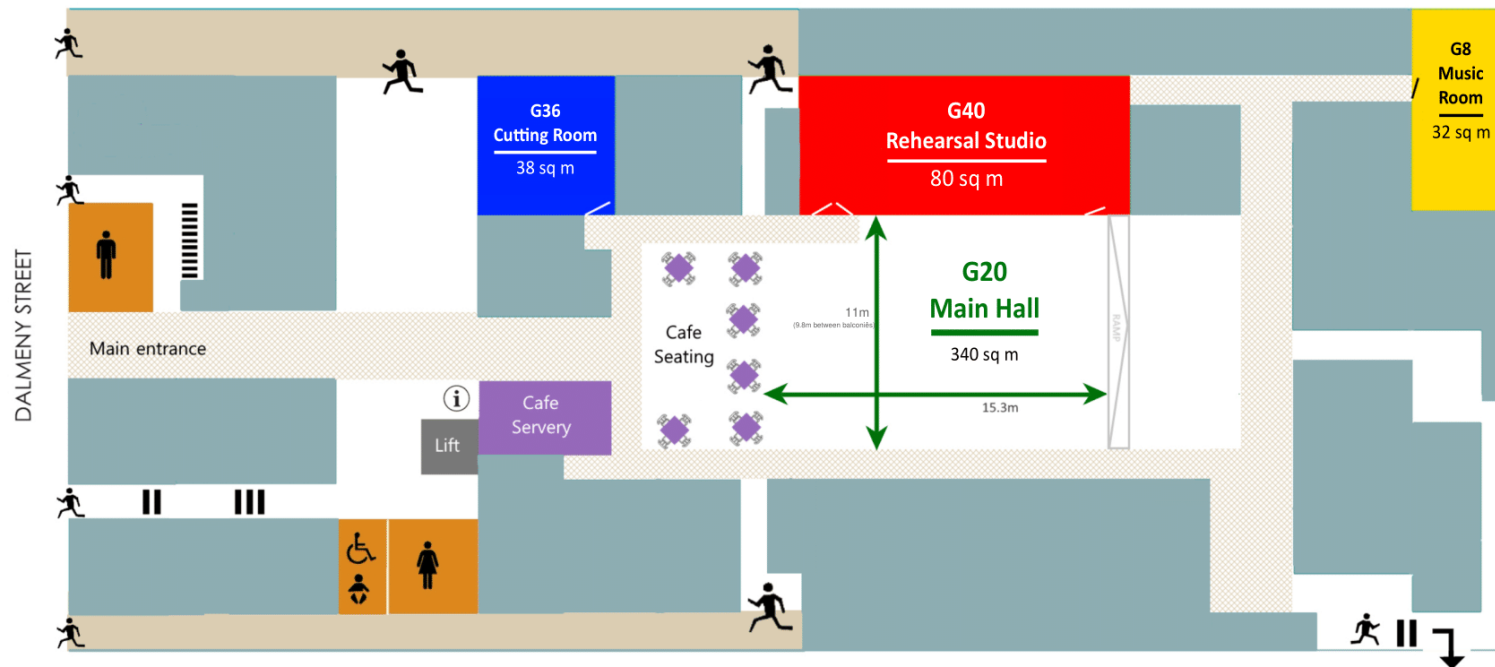 G8
Music
Room
32 sq m
G36
Cutting Room
38 sq m
G40
Rehearsal Studio
80 sq m
DALMENY STREET
G20
Main Hall
340 sq m
11m
(9.8m between balconiês)
RAMP
Main entrance
Cafe
Seating
15.3m
i
Cafe
Servery
Lift